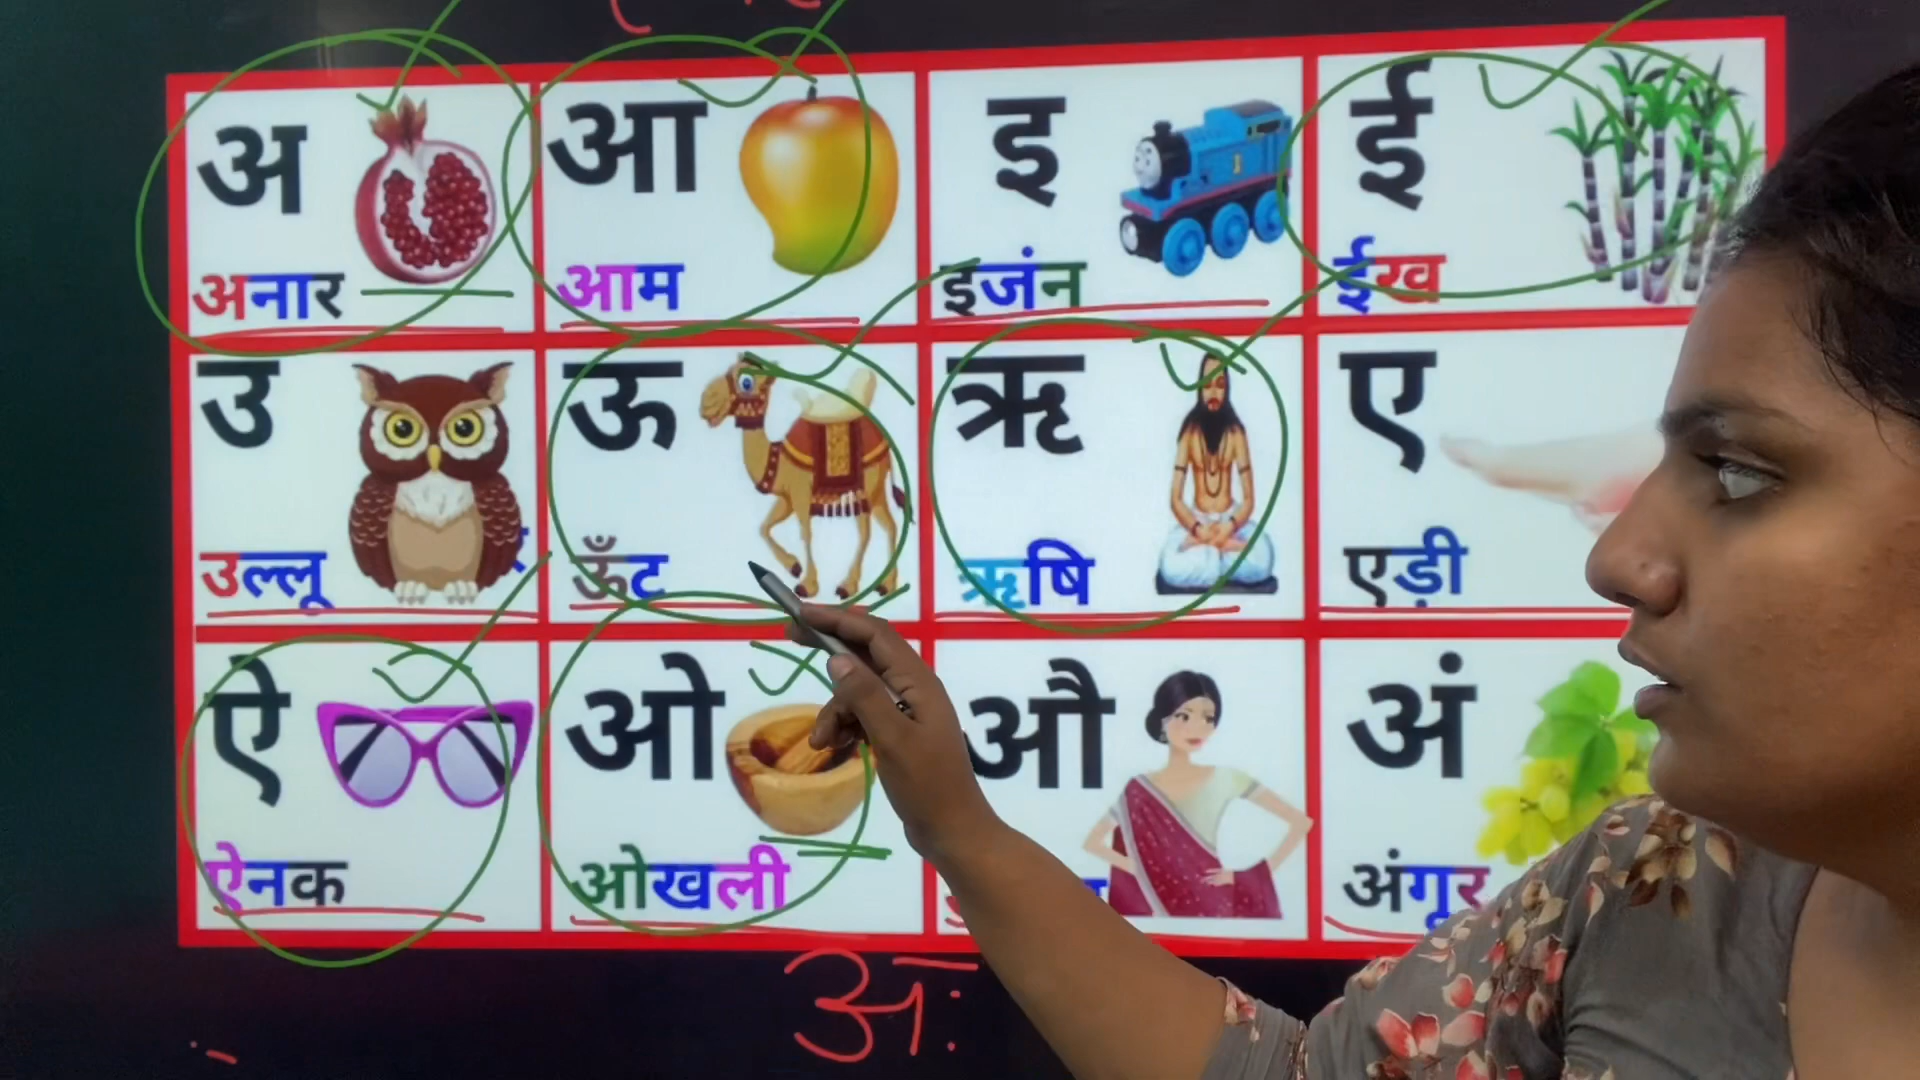 अ आ इ ई
अनार आम इजंन ईख
उ ऊ ऋ ए
उल्लू ऊँट ऋषि एड़ी
ऐ ओ औ अं
ऐनक ओखली अंगूर
अः